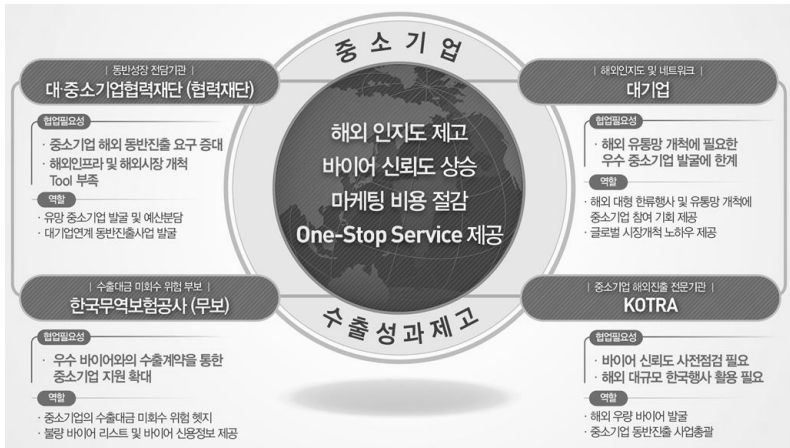 중소기업
| 동반성장 전담기관 |
대·중소기업협력재단 (협력재단)
협업필요성
· 중소기업 해외 동반진출 요구 증대
· 해외인프라 및 해외시장 개척
Tool 부족
역할
· 유망 중소기업 발굴 및 예산분담
· 대기업연계 동반진출사업 발굴
해외 인지도 제고
바이어 신뢰도 상승
마케팅 비용 절감
One-Stop Service 제공
| 해외인지도 및 네트워크 |
대기업
협업필요성
· 해외 유통망 개척에 필요한
우수 중소기업 발굴에 한계
역할
· 해외 대형 한류행사 및 유통망 개척에
중소기업 참여 기회 제공
· 글로벌 시장개척 노하우 제공
| 수출대금 미회수 위험 부보 |
한국무역보험공사 (무보)
협업필요성
· 우수 바이어와의 수출계약을 통한
중소기업 지원 확대
역할
· 중소기업의 수출대금 미회수 위험 헷지
· 불량 바이어 리스트 및 바이어 신용정보 제공
수출성과제고
| 중소기업 해외진출 전문기관 |
KOTRA
협업필요성
· 바이어 신뢰도 사전점검 필요
· 해외 대규모 한국행사 활용 필요
역할
· 해외 우량 바이어 발굴
· 중소기업 동반진출 사업총괄